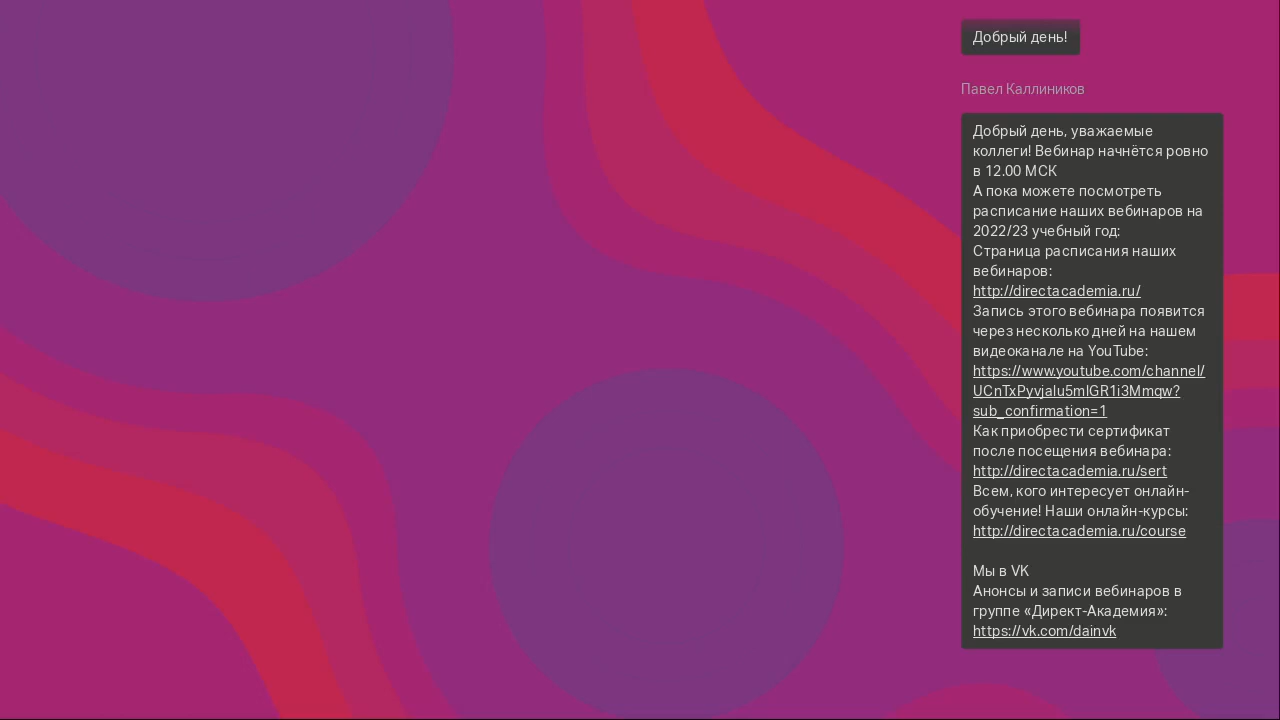 Добрый день!
Павел Каллиников
Добрый день, уважаемые
коллеги! Вебинар начнётся ровно
в 12.00 МСК
А пока можете посмотреть
расписание наших вебинаров на
2022/23 учебный год:
Страница расписания наших
вебинаров:
http://directacademia.ru/
Запись этого вебинара появится
через несколько дней на нашем
видеоканале на YouTube:
https://www.youtube.com/channel/
UCnTxPyvjalu5mlGR1i3Mmqw?
sub_confirmation=1
Как приобрести сертификат
после посещения вебинара:
http://directacademia.ru/sert
Всем, кого интересует онлайн-
обучение! Наши онлайн-курсы:
http://directacademia.ru/course
Мы в VK
Анонсы и записи вебинаров в
группе «Директ-Академия»:
https://vk.com/dainvk